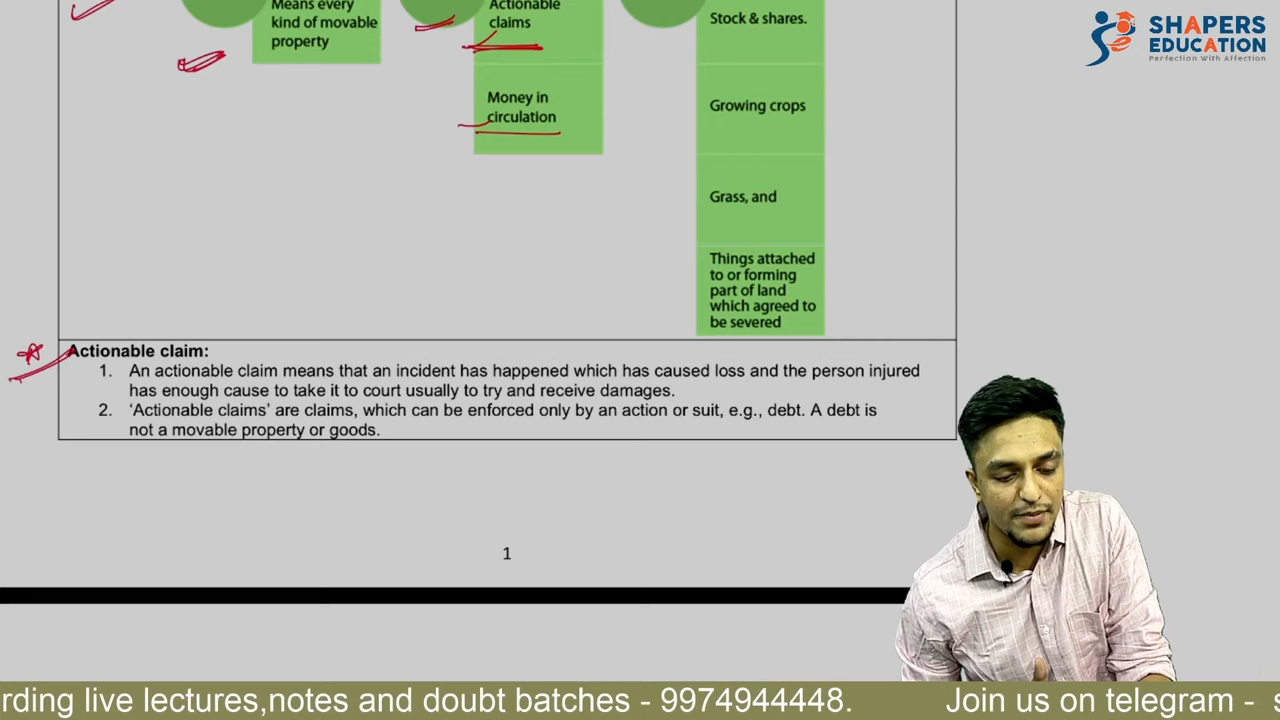 SHAPERS
EDUCATION
Perfection With Affection
Means every
kind of movable
property
Actionable
claims
Money in
circulation
Stock & shares.
Growing crops
Grass, and
Things attached
to or forming
part of land
which agreed to
be severed
Actionable claim:
1. An actionable claim means that an incident has happened which has caused loss and the person injured
has enough cause to take it to court usually to try and receive damages.
2. ‘Actionable claims’ are claims, which can be enforced only by an action or suit, e.g., debt. A debt is
not a movable property or goods.
1
rding live lectures,notes and doubt batches - 9974944448. Join us on telegram - s